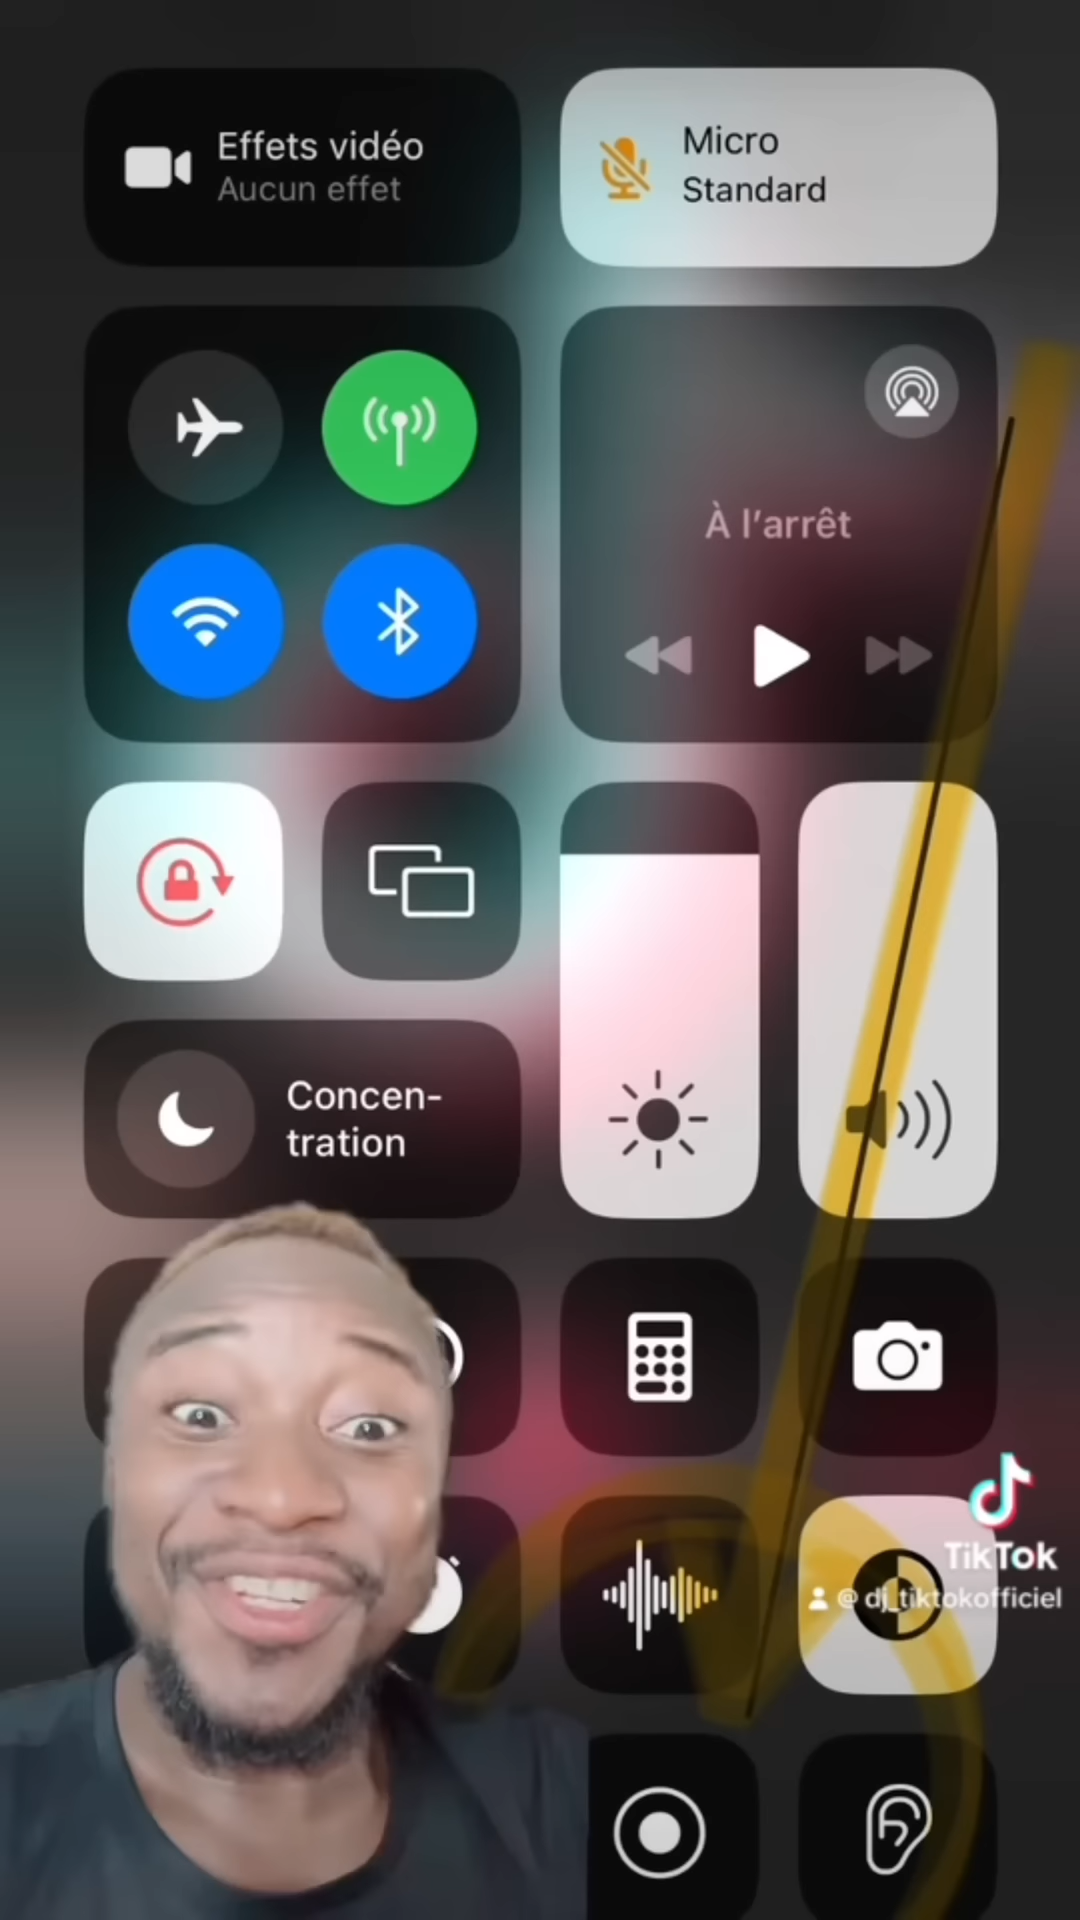 Effets vidéo
Aucun effet
Micro
Standard
À l'arrêt
Concen-
tration
TikTok
@dj_tiktokofficiel